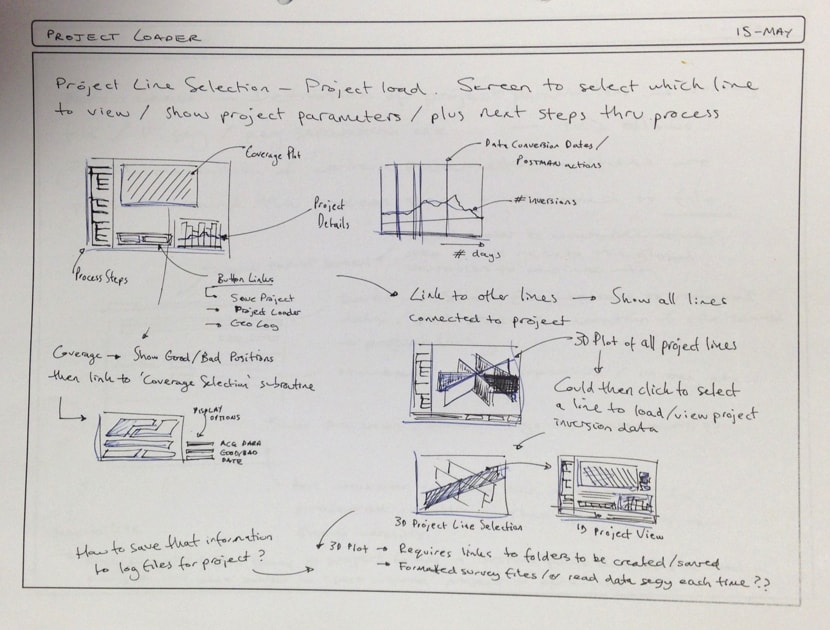 PROJECT LOADER
15-MAY
Project Line Selection - Project load. Screen to select which line
to view / show project parameters / plus next steps thru process
Coverage Plot
Project
Details
Process Steps
Button Links
Save Project
Project Loader
Geo Log
Data Conversion Dates/
POSTMAN actions
# inversions
# days
Link to other lines → Show all lines
connected to project
Coverage → Show Good/Bad Positions
then link to 'Coverage Selection' subroutine
DISPLAY
OPTIONS
GOOD/BAD
DATE
3D Plot of all project lines
Could then click to select
a line to load/view project
inversion data
3D Project Line Selection
1D Project View
How to save that information
to log files for project?
3D Plot → Requires links to folders to be created/saved
→ Formatted survey files/or read data segy each time??